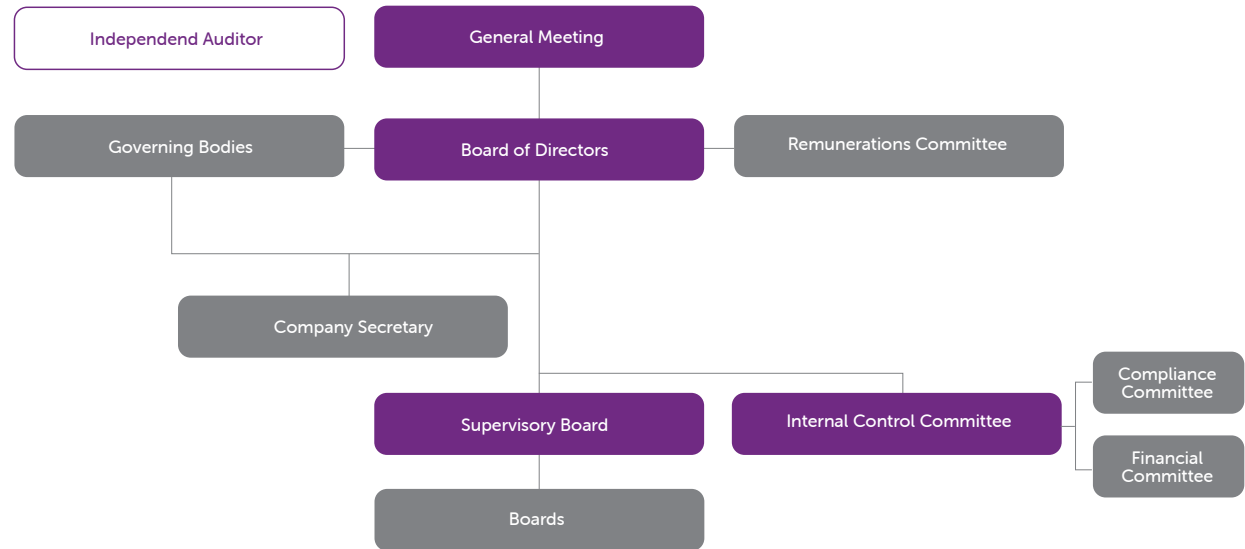 Independend Auditor
General Meeting
Governing Bodies
Board of Directors
Remunerations Committee
Company Secretary
Supervisory Board
Internal Control Committee
Compliance
Committee
Financial
Committee
Boards